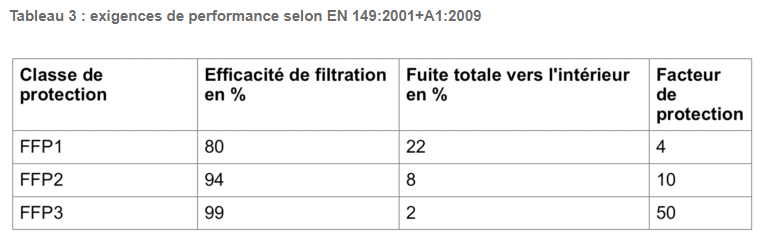 Tableau 3 : exigences de performance selon EN 149:2001+A1:2009
Classe de protection Efficacité de filtration en % Fuite totale vers l'intérieur en % Facteur de protection
FFP1 80 22 4
FFP2 94 8 10
FFP3 99 2 50